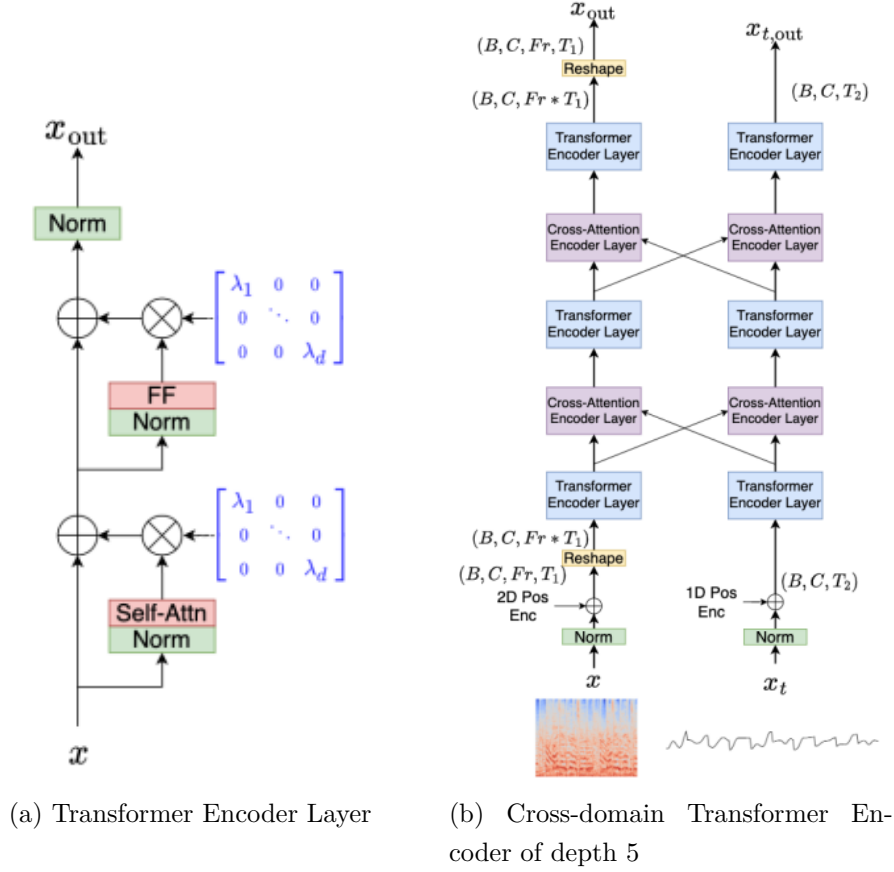 x_out
Norm
λ_1 0 0
0 ⋱ 0
0 0 λ_d
FF
Norm
λ_1 0 0
0 ⋱ 0
0 0 λ_d
Self-Attn
Norm
x
(a) Transformer Encoder Layer
x_out
(B, C, Fr, T_1)
Reshape
(B, C, Fr * T_1)
Transformer
Encoder Layer
Cross-Attention
Encoder Layer
Transformer
Encoder Layer
Cross-Attention
Encoder Layer
Transformer
Encoder Layer
(B, C, Fr * T_1)
Reshape
(B, C, Fr, T_1)
2D Pos
Enc
Norm
x
x_t,out
(B, C, T_2)
Transformer
Encoder Layer
Cross-Attention
Encoder Layer
Transformer
Encoder Layer
Cross-Attention
Encoder Layer
Transformer
Encoder Layer
(B, C, T_2)
1D Pos
Enc
Norm
x_t
(b) Cross-domain Transformer En-
coder of depth 5